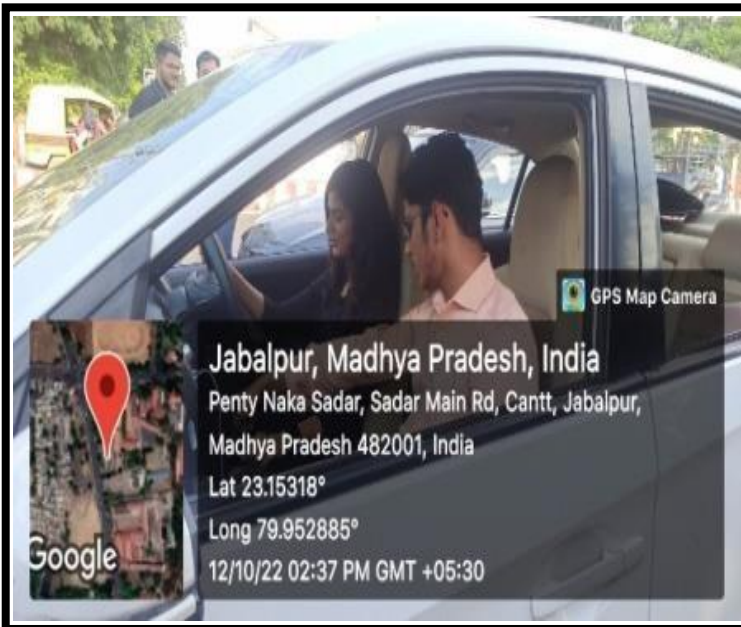 GPS Map Camera
Jabalpur, Madhya Pradesh, India
Penty Naka Sadar, Sadar Main Rd, Cantt, Jabalpur,
Madhya Pradesh 482001, India
Lat 23.15318°
Long 79.952885°
12/10/22 02:37 PM GMT +05:30
Google